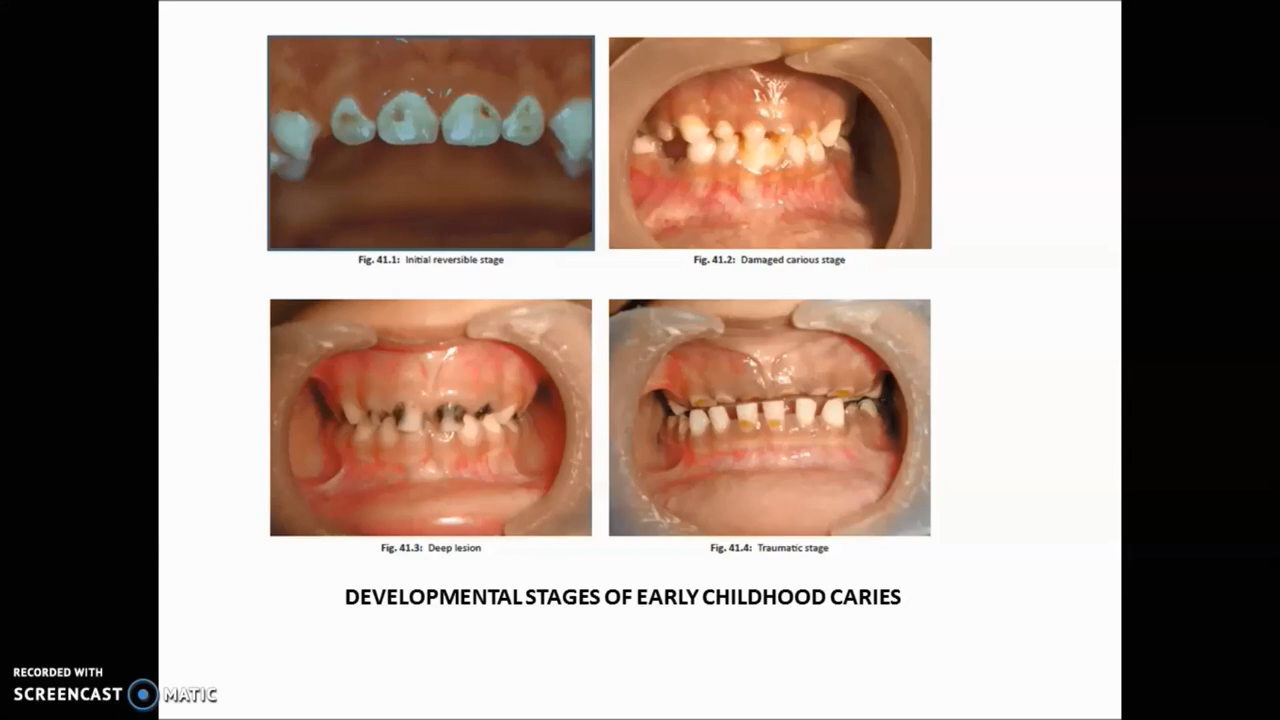 Fig. 41.1: Initial reversible stage
Fig. 41.2: Damaged carious stage
Fig. 41.3: Deep lesion
Fig. 41.4: Traumatic stage
DEVELOPMENTAL STAGES OF EARLY CHILDHOOD CARIES
RECORDED WITH
SCREENCAST MATIC